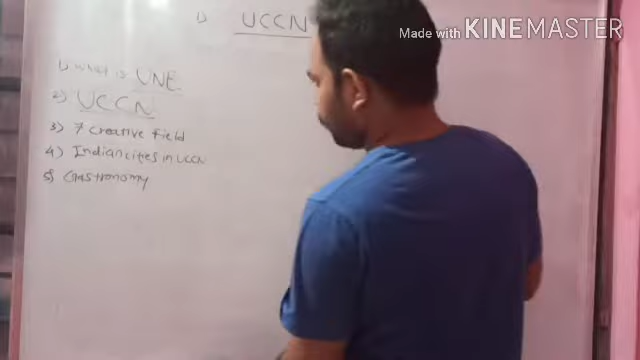 Made with KINEMASTER
UCCN
1) what is UNE
2) UCCN
3) 7 creative field
4) Indian cities in UCCN
5) Gastronomy